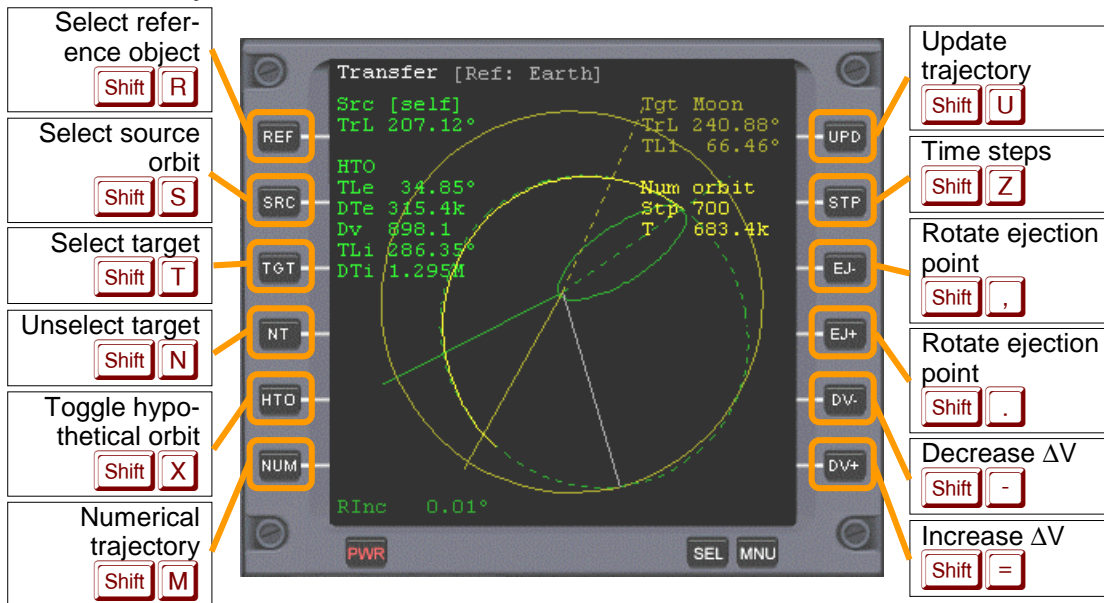 Select refer-
ence object
Shift R
Select source
orbit
Shift S
Select target
Shift T
Unselect target
Shift N
Toggle hypo-
thetical orbit
Shift X
Numerical
trajectory
Shift M
REF
SRC
TGT
NT
HTO
NUM
Transfer [Ref: Earth]
Src [self]
TrL 207.12°
HTO
TLe 34.85°
DTe 315.4k
Dv 898.1
TLi 286.35°
DTi 1.295M
Tgt Moon
TrL 240.88°
TL1 66.46°
Num orbit
Stp 700
T 683.4k
RInc 0.01°
PWR
SEL MNU
UPD
STP
EJ-
EJ+
DV-
DV+
Update
trajectory
Shift U
Time steps
Shift Z
Rotate ejection
point
Shift ,
Rotate ejection
point
Shift .
Decrease ΔV
Shift -
Increase ΔV
Shift =